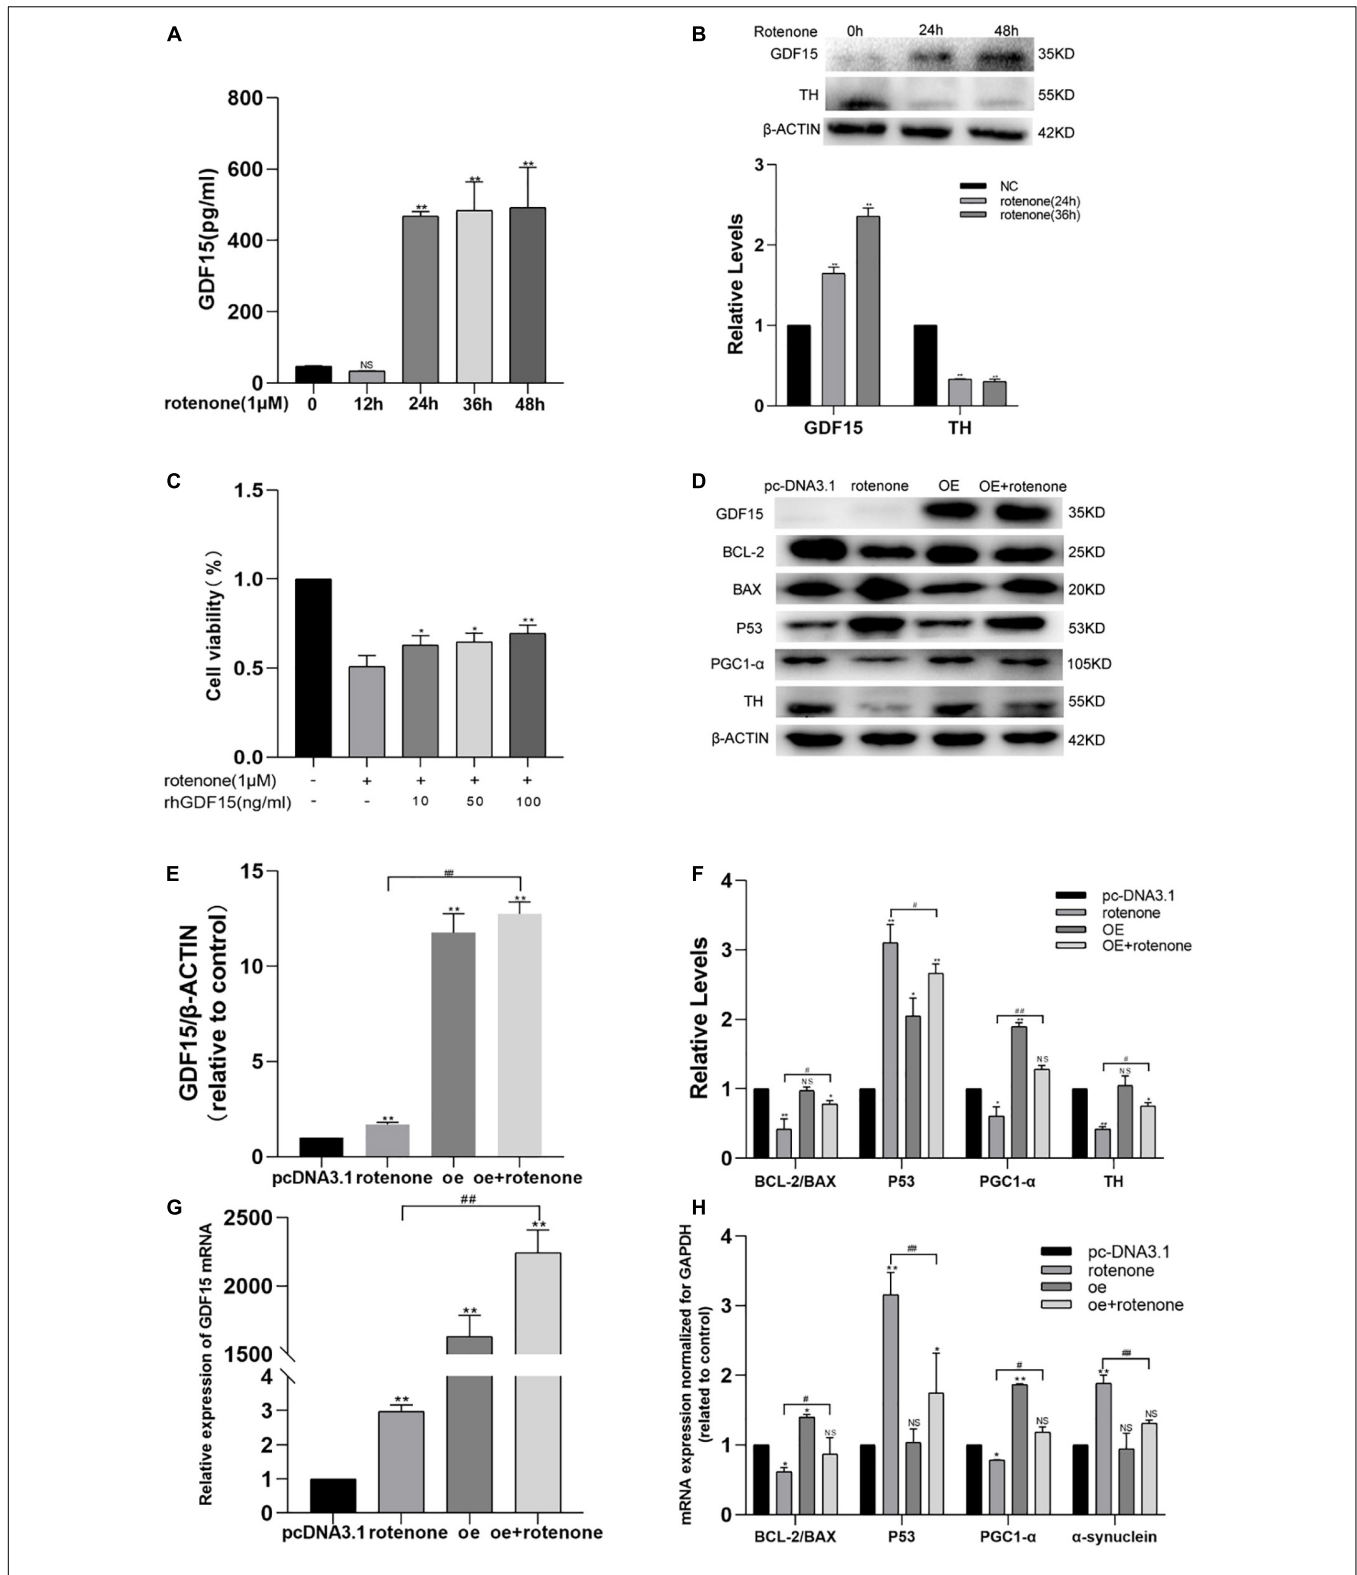 A
800
600
400
200
0
GDF15(pg/ml)
NS
**
**
**
rotenone(1μM) 0 12h 24h 36h 48h
B
Rotenone 0h 24h 48h
GDF15 35KD
TH 55KD
β-ACTIN 42KD
3
2
1
0
Relative Levels
NC
rotenone(24h)
rotenone(36h)
**
**
**
**
GDF15 TH
C
1.5
1.0
0.5
0.0
Cell viability（%）
*
*
**
rotenone(1μM) - + + + +
rhGDF15(ng/ml) - - 10 50 100
D
pc-DNA3.1 rotenone OE OE+rotenone
GDF15 35KD
BCL-2 25KD
BAX 20KD
P53 53KD
PGC1-α 105KD
TH 55KD
β-ACTIN 42KD
E
15
10
5
0
GDF15/β-ACTIN
（relative to control）
##
**
**
**
pcDNA3.1 rotenone oe oe+rotenone
F
4
3
2
1
0
Relative Levels
pc-DNA3.1
rotenone
OE
OE+rotenone
#
** NS *
#
** * **
##
* ** NS
#
** NS *
BCL-2/BAX P53 PGC1-α TH
G
2500
2000
1500
4
3
2
1
0
Relative expression of GDF15 mRNA
##
**
**
**
pcDNA3.1 rotenone oe oe+rotenone
H
4
3
2
1
0
mRNA expression normalized for GAPDH
(related to control)
pc-DNA3.1
rotenone
oe
oe+rotenone
#
* * NS
##
** NS *
#
* ** NS
##
** NS NS
BCL-2/BAX P53 PGC1-α α-synuclein